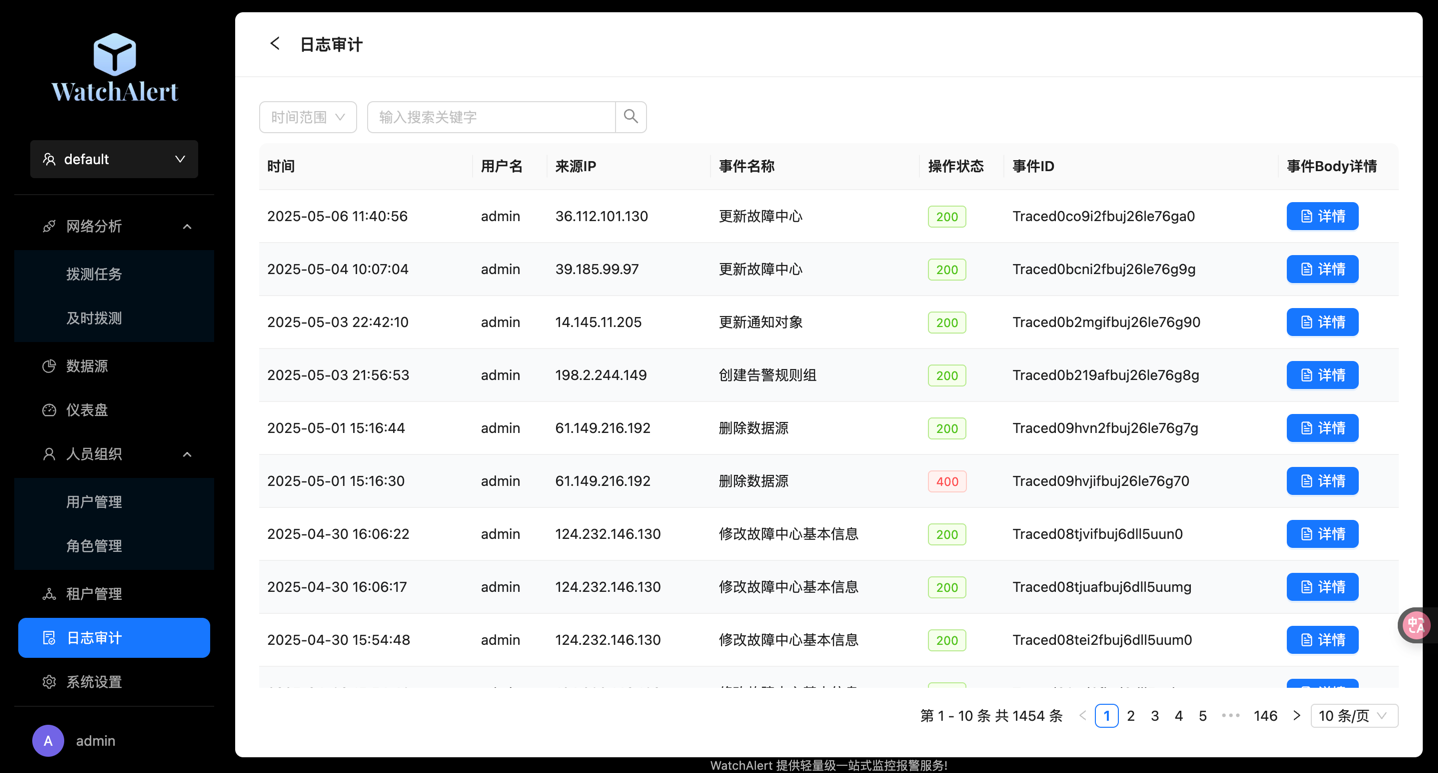 WatchAlert
default
网络分析
拨测任务
及时拨测
数据源
仪表盘
人员组织
用户管理
角色管理
租户管理
日志审计
系统设置
A admin
日志审计
时间范围 输入搜索关键字
时间 用户名 来源IP 事件名称 操作状态 事件ID 事件Body详情
2025-05-06 11:40:56 admin 36.112.101.130 更新故障中心 200 Traced0co9i2fbuj26le76ga0 详情
2025-05-04 10:07:04 admin 39.185.99.97 更新故障中心 200 Traced0bcni2fbuj26le76g9g 详情
2025-05-03 22:42:10 admin 14.145.11.205 更新通知对象 200 Traced0b2mgifbuj26le76g90 详情
2025-05-03 21:56:53 admin 198.2.244.149 创建告警规则组 200 Traced0b219afbuj26le76g8g 详情
2025-05-01 15:16:44 admin 61.149.216.192 删除数据源 200 Traced09hvn2fbuj26le76g7g 详情
2025-05-01 15:16:30 admin 61.149.216.192 删除数据源 400 Traced09hvjifbuj26le76g70 详情
2025-04-30 16:06:22 admin 124.232.146.130 修改故障中心基本信息 200 Traced08tjvifbuj6dll5uun0 详情
2025-04-30 16:06:17 admin 124.232.146.130 修改故障中心基本信息 200 Traced08tjuafbuj6dll5uumg 详情
2025-04-30 15:54:48 admin 124.232.146.130 修改故障中心基本信息 200 Traced08tei2fbuj6dll5uum0 详情
第 1 - 10 条 共 1454 条 < 1 2 3 4 5 ••• 146 > 10 条/页
WatchAlert 提供轻量级一站式监控报警服务!